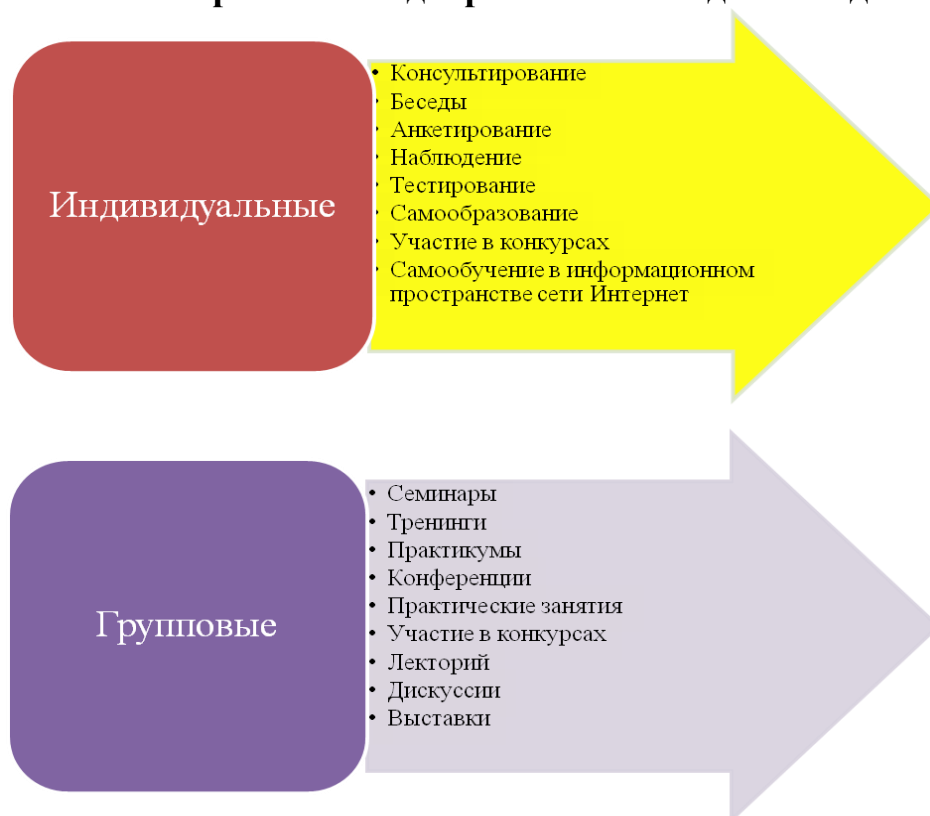 Индивидуальные
• Консультирование
• Беседы
• Анкетирование
• Наблюдение
• Тестирование
• Самообразование
• Участие в конкурсах
• Самообучение в информационном
пространстве сети Интернет
Групповые
• Семинары
• Тренинги
• Практикумы
• Конференции
• Практические занятия
• Участие в конкурсах
• Лекторий
• Дискуссии
• Выставки